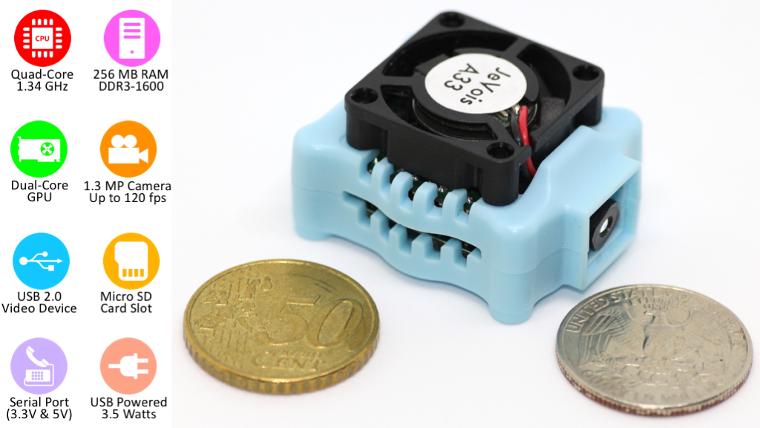 CPU
Quad-Core
1.34 GHz
256 MB RAM
DDR3-1600
Dual-Core
GPU
1.3 MP Camera
Up to 120 fps
USB 2.0
Video Device
Micro SD
Card Slot
Serial Port
(3.3V & 5V)
USB Powered
3.5 Watts
JeVois
A33
50
CENT
UNITED STATES